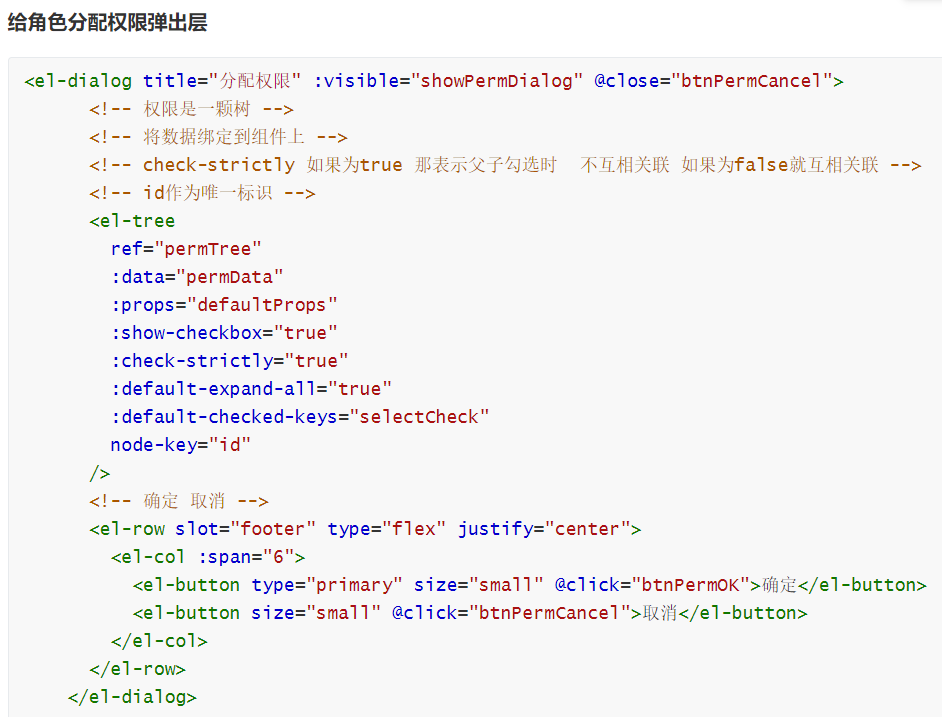 给角色分配权限弹出层
<el-dialog title="分配权限" :visible="showPermDialog" @close="btnPermCancel">
<!-- 权限是一颗树 -->
<!-- 将数据绑定到组件上 -->
<!-- check-strictly 如果为true 那表示父子勾选时  不互相关联 如果为false就互相关联 -->
<!-- id作为唯一标识 -->
<el-tree
ref="permTree"
:data="permData"
:props="defaultProps"
:show-checkbox="true"
:check-strictly="true"
:default-expand-all="true"
:default-checked-keys="selectCheck"
node-key="id"
/>
<!-- 确定 取消 -->
<el-row slot="footer" type="flex" justify="center">
<el-col :span="6">
<el-button type="primary" size="small" @click="btnPermOK">确定</el-button>
<el-button size="small" @click="btnPermCancel">取消</el-button>
</el-col>
</el-row>
</el-dialog>